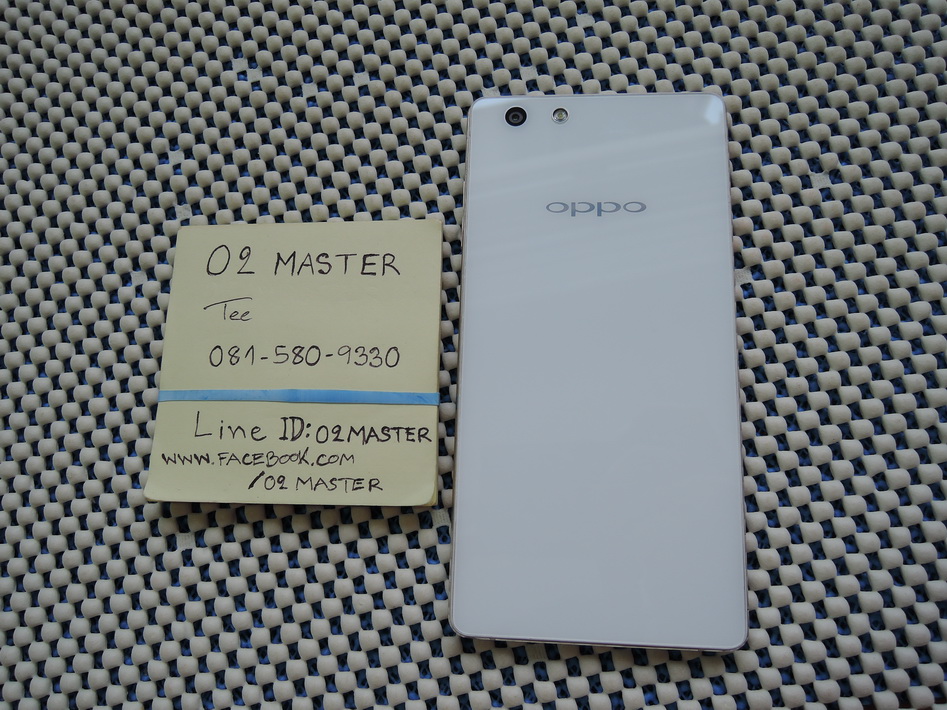 O2 MASTER
Tee
081-580-9330
Line ID: O2MASTER
WWW.FACEBOOK.COM
/O2 MASTER
oppo